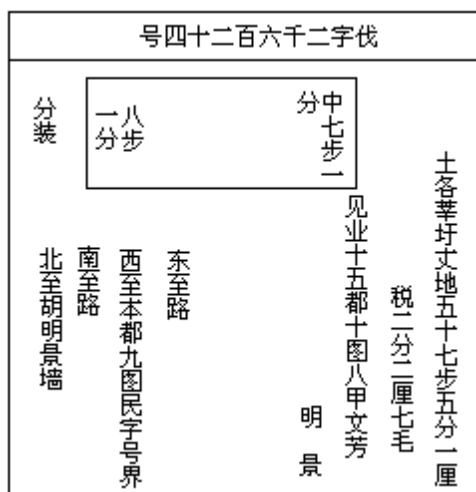 伐字二千六百二十四号
土各莘圩丈地五十七步五分一厘
税二分二厘七毛
见业十五都十图八甲文芳
明景
中七步一
分
八步
一分
东至路
西至本都九图民字号界
南至路
北至胡明景墙
分装